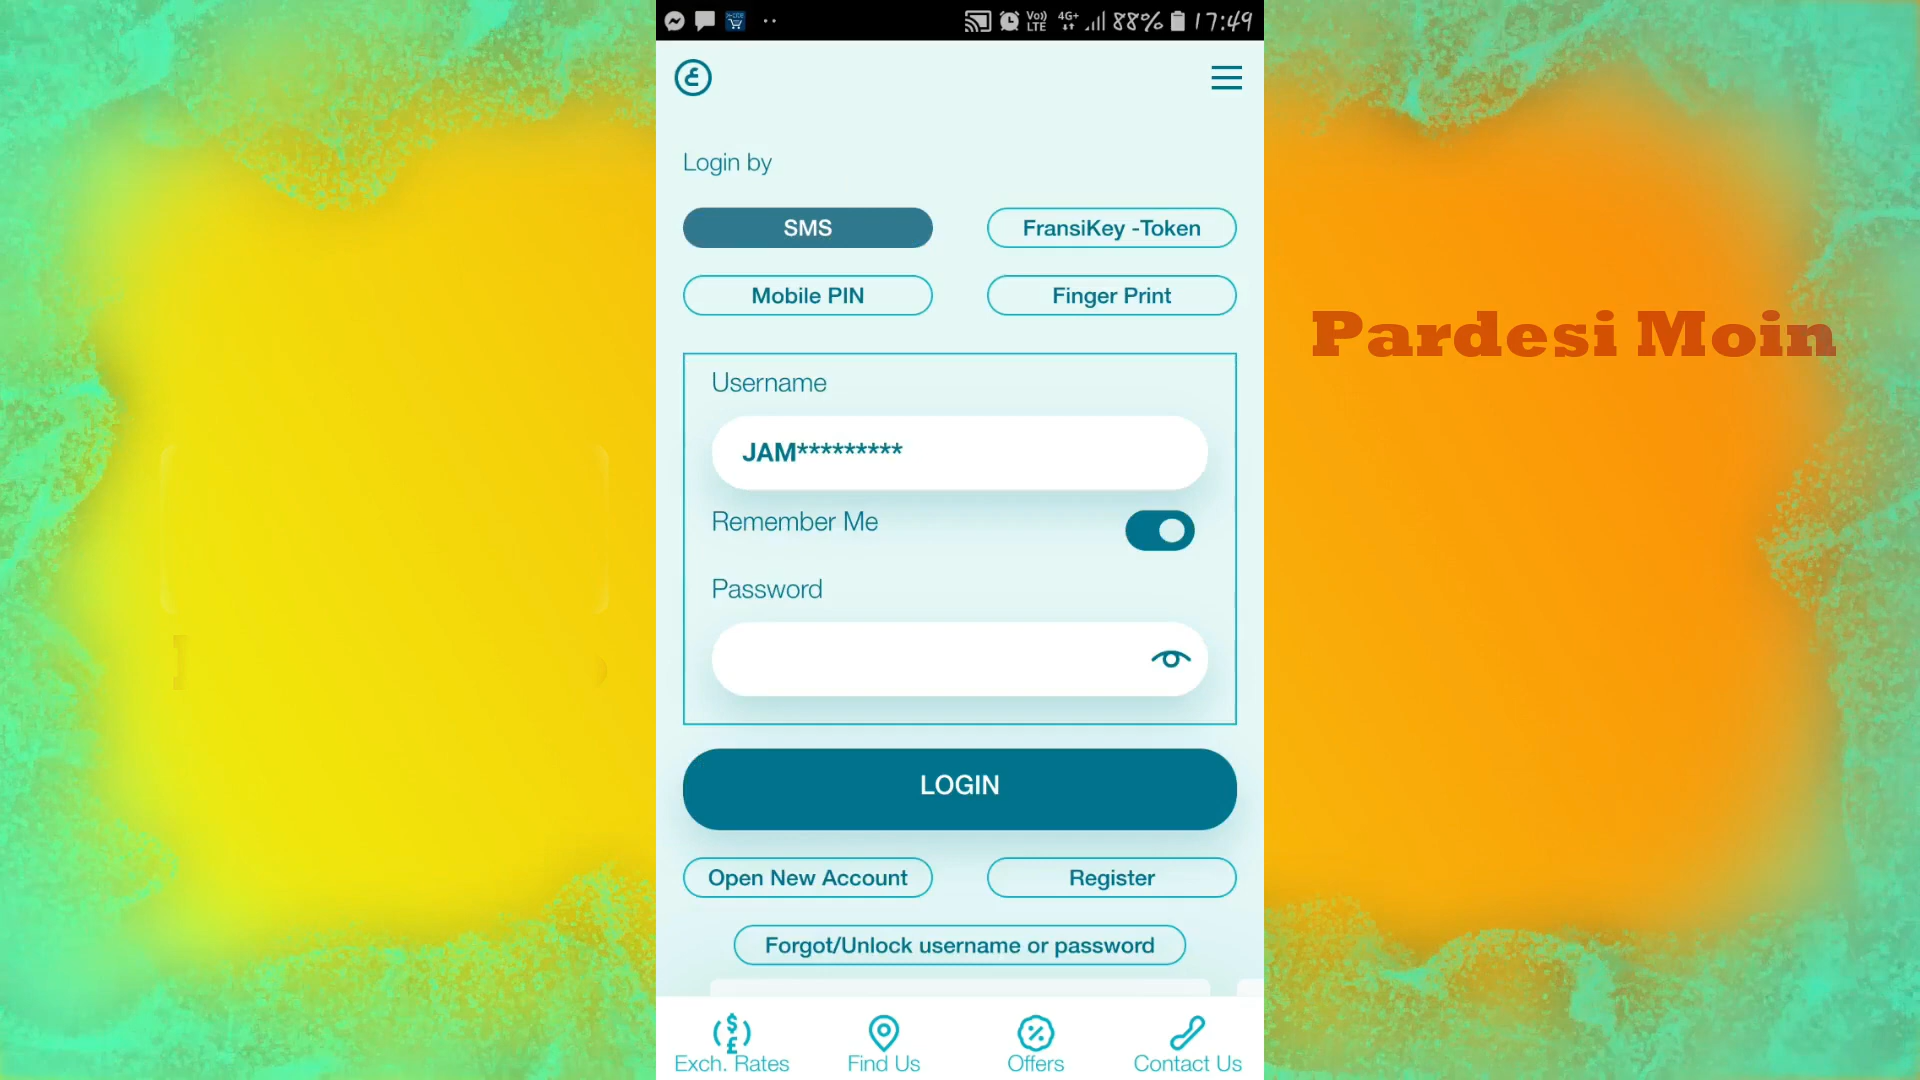 88% 17:49
ع
Login by
SMS
FransiKey -Token
Mobile PIN
Finger Print
Username
JAM*********
Remember Me
Password
LOGIN
Open New Account
Register
Forgot/Unlock username or password
Exch. Rates
Find Us
Offers
Contact Us
Pardesi Moin